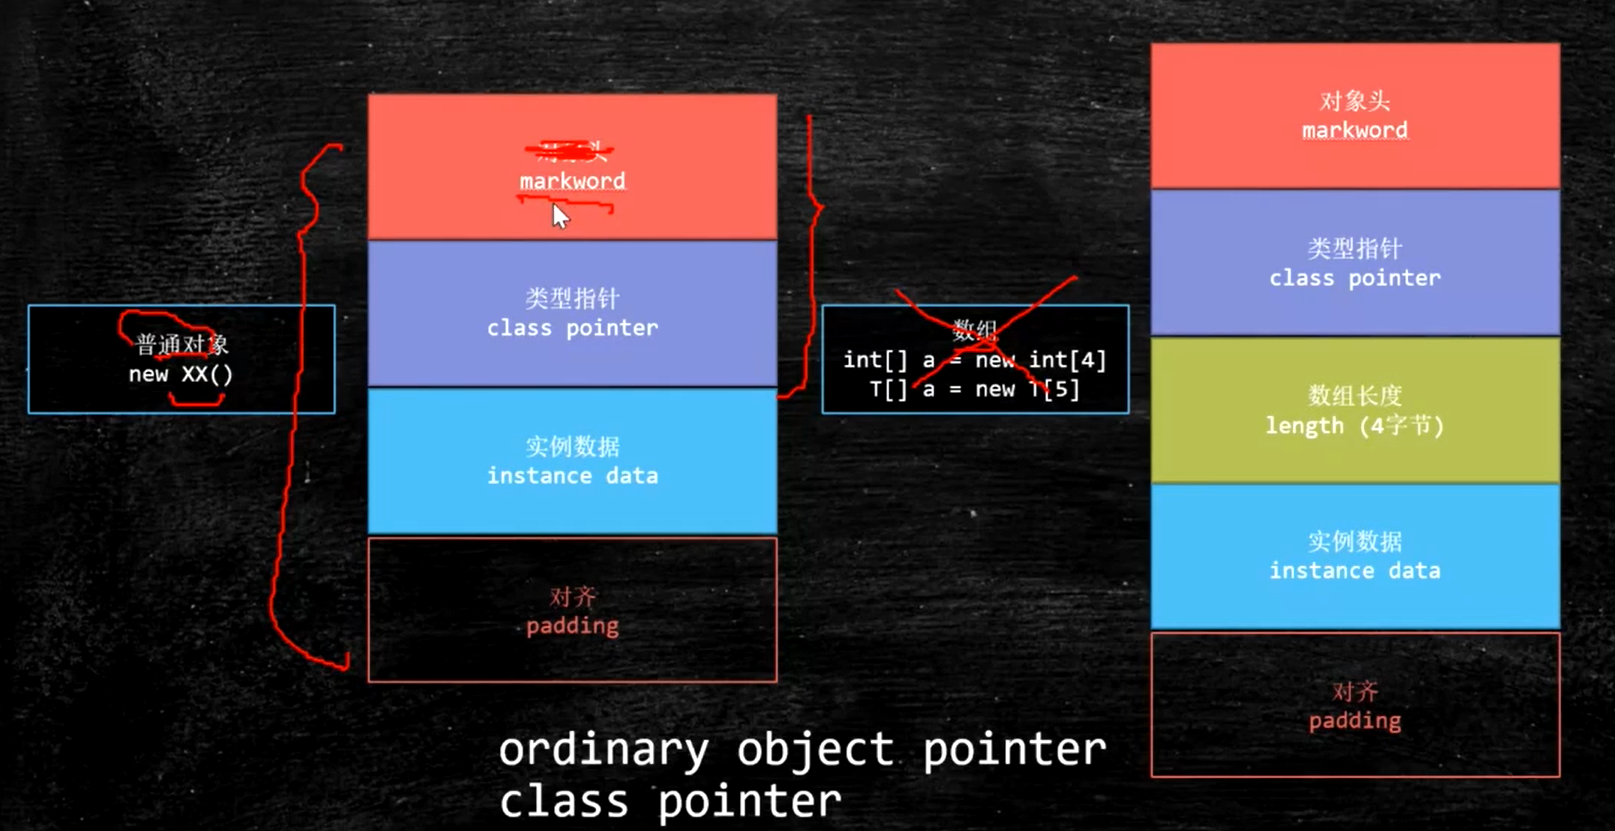 普通对象
new XX()
对象头
markword
类型指针
class pointer
实例数据
instance data
对齐
padding
数组
int[] a = new int[4]
T[] a = new T[5]
对象头
markword
类型指针
class pointer
数组长度
length (4字节)
实例数据
instance data
对齐
padding
ordinary object pointer
class pointer